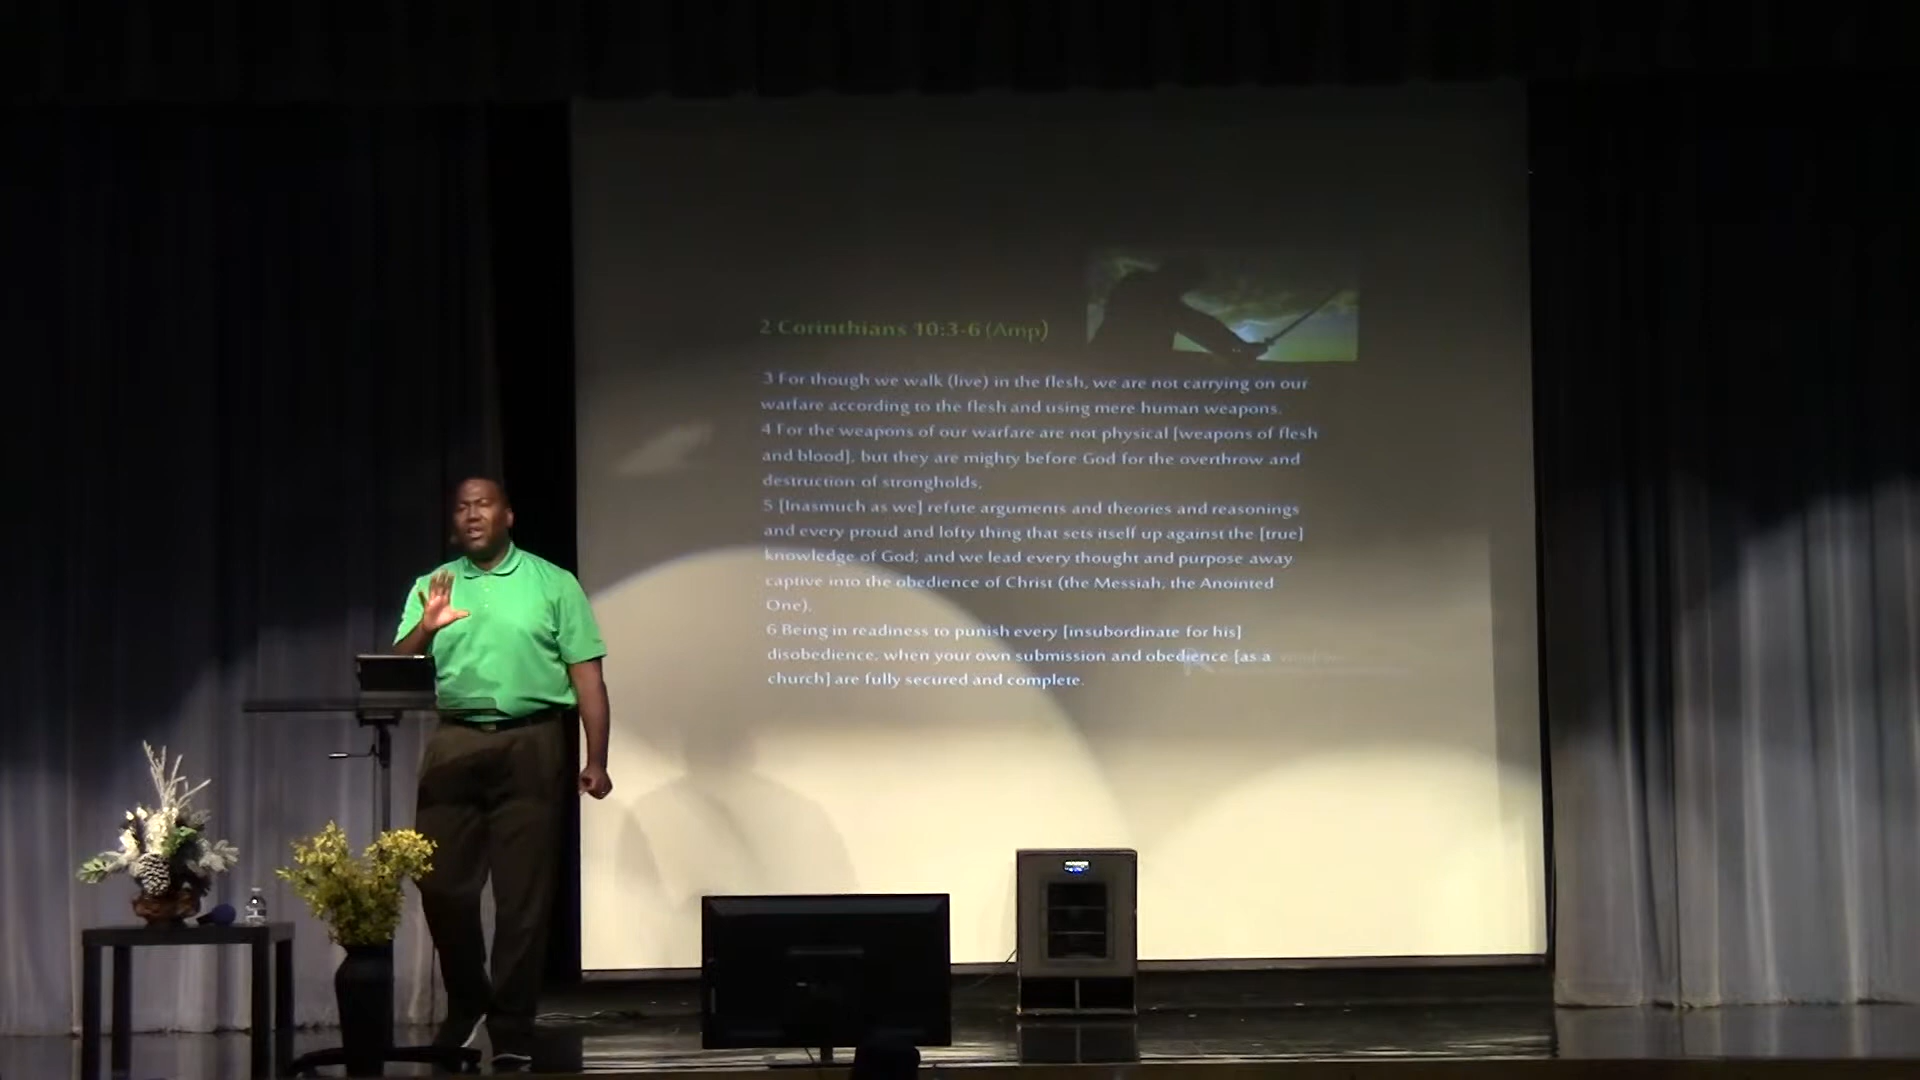 2 Corinthians 10:3-6 (Amp)
3 For though we walk (live) in the flesh, we are not carrying on our
warfare according to the flesh and using mere human weapons.
4 For the weapons of our warfare are not physical [weapons of flesh
and blood], but they are mighty before God for the overthrow and
destruction of strongholds,
5 [Inasmuch as we] refute arguments and theories and reasonings
and every proud and lofty thing that sets itself up against the [true]
knowledge of God; and we lead every thought and purpose away
captive into the obedience of Christ (the Messiah, the Anointed
One),
6 Being in readiness to punish every [insubordinate for his]
disobedience, when your own submission and obedience [as a
church] are fully secured and complete.